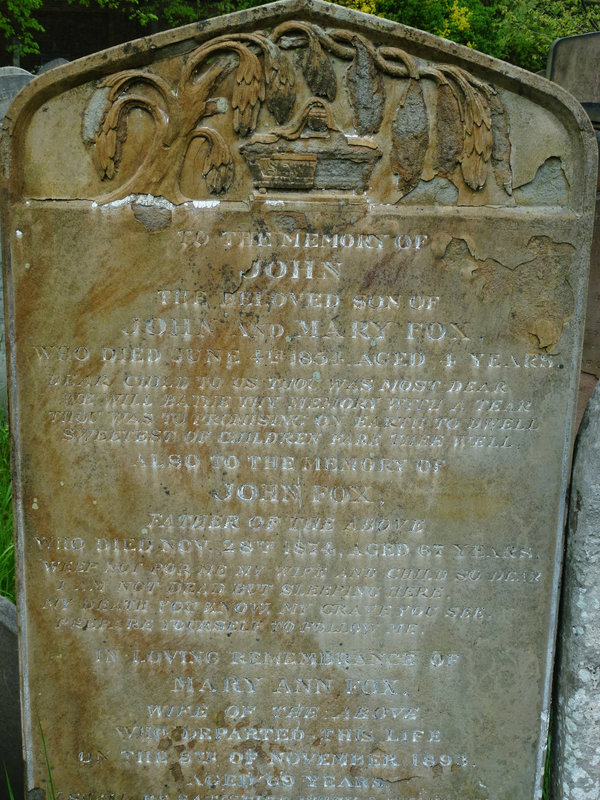 TO THE MEMORY OF
JOHN
THE BELOVED SON OF
JOHN AND MARY FOX.
WHO DIED JUNE 4TH 1854. AGED 4 YEARS.
DEAR CHILD TO US THOU WAS MOST DEAR
WE WILL BATHE THY MEMORY WITH A TEAR
THOU WAS TO PROMISING ON EARTH TO DWELL
SWEETEST OF CHILDREN FARE THEE WELL.
ALSO TO THE MEMORY OF
JOHN FOX.
FATHER OF THE ABOVE
WHO DIED NOV. 28TH 1874, AGED 67 YEARS.
WEEP NOT FOR ME MY WIFE AND CHILD SO DEAR
I AM NOT DEAD BUT SLEEPING HERE.
MY DEATH YOU KNOW, MY GRAVE YOU SEE.
PREPARE YOURSELF TO FOLLOW ME.
IN LOVING REMEMBRANCE OF
MARY ANN FOX,
WIFE OF THE ABOVE
WHO DEPARTED THIS LIFE
ON THE 8TH OF NOVEMBER 1893.
AGED 69 YEARS.